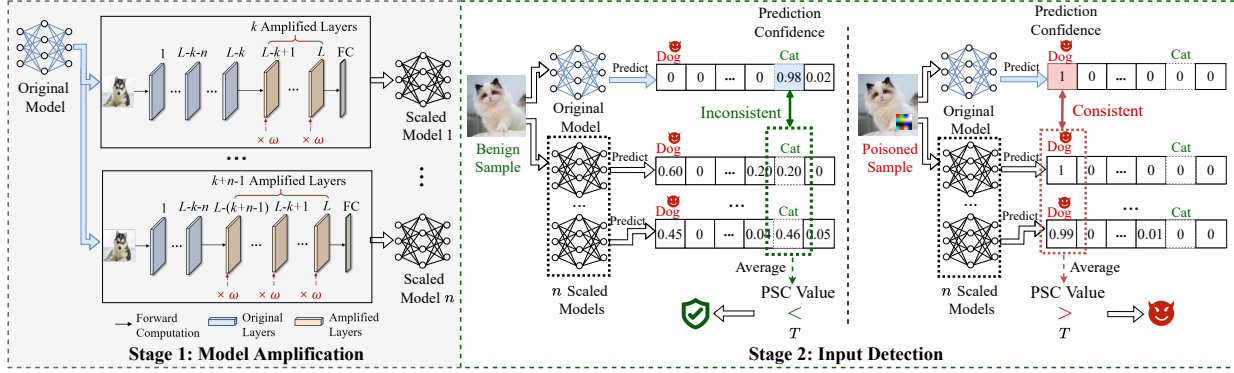 Original
Model
k Amplified Layers
1
L-k-n
L-k
L-k+1
L
FC
...
...
× ω
× ω
Scaled
Model 1
...
...
k+n-1 Amplified Layers
1
L-k-n
L-(k+n-1)
L-k+1
L
FC
...
...
...
× ω
× ω
× ω
Scaled
Model n
Forward
Computation
Original
Layers
Amplified
Layers
Stage 1: Model Amplification
Prediction
Confidence
Dog
Cat
Predict
0 0 ... 0 0.98 0.02
Original
Model
Inconsistent
Benign
Sample
Dog
Cat
Predict
0.60 0 ... 0.20 0.20 0
...
...
Dog
Cat
Predict
0.45 0 ... 0.04 0.46 0.05
n Scaled
Models
Average
PSC Value
<
T
Prediction
Confidence
Dog
Cat
Predict
1 0 ... 0 0 0
Original
Model
Consistent
Poisoned
Sample
Dog
Cat
Predict
1 0 ... 0 0 0
...
...
Dog
Cat
Predict
0.99 0 ... 0.01 0 0
n Scaled
Models
Average
PSC Value
>
T
Stage 2: Input Detection